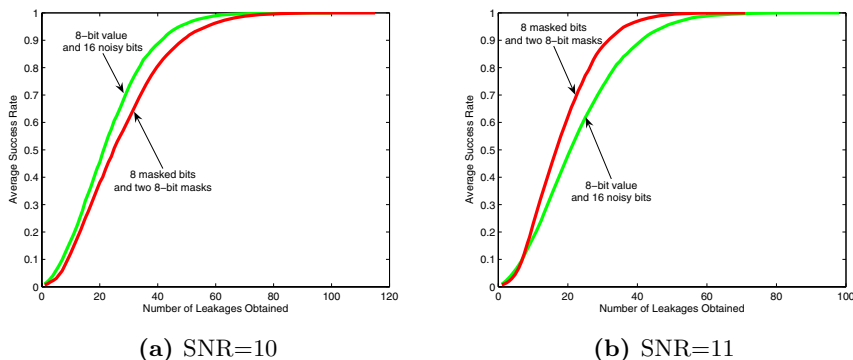 1
0.9
0.8
0.7
0.6
0.5
0.4
0.3
0.2
0.1
0
Average Success Rate
8-bit value
and 16 noisy bits
8 masked bits
and two 8-bit masks
0 20 40 60 80 100 120
Number of Leakages Obtained
(a) SNR=10
1
0.9
0.8
0.7
0.6
0.5
0.4
0.3
0.2
0.1
0
Average Success Rate
8 masked bits
and two 8-bit masks
8-bit value
and 16 noisy bits
0 20 40 60 80 100
Number of Leakages Obtained
(b) SNR=11